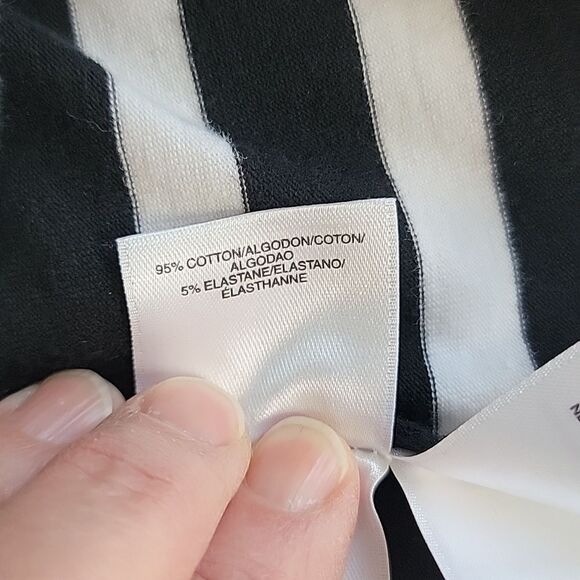 95% COTTON/ALGODON/COTON/
ALGODAO
5% ELASTANE/ELASTANO/
ÉLASTHANNE